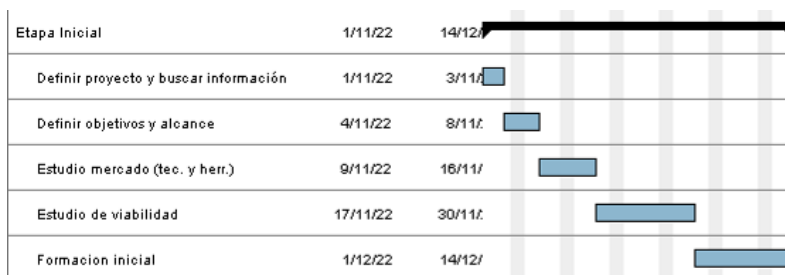 Etapa Inicial 1/11/22 14/12/
Definir proyecto y buscar información 1/11/22 3/11/
Definir objetivos y alcance 4/11/22 8/11/
Estudio mercado (tec. y herr.) 9/11/22 16/11/
Estudio de viabilidad 17/11/22 30/11/
Formacion inicial 1/12/22 14/12/